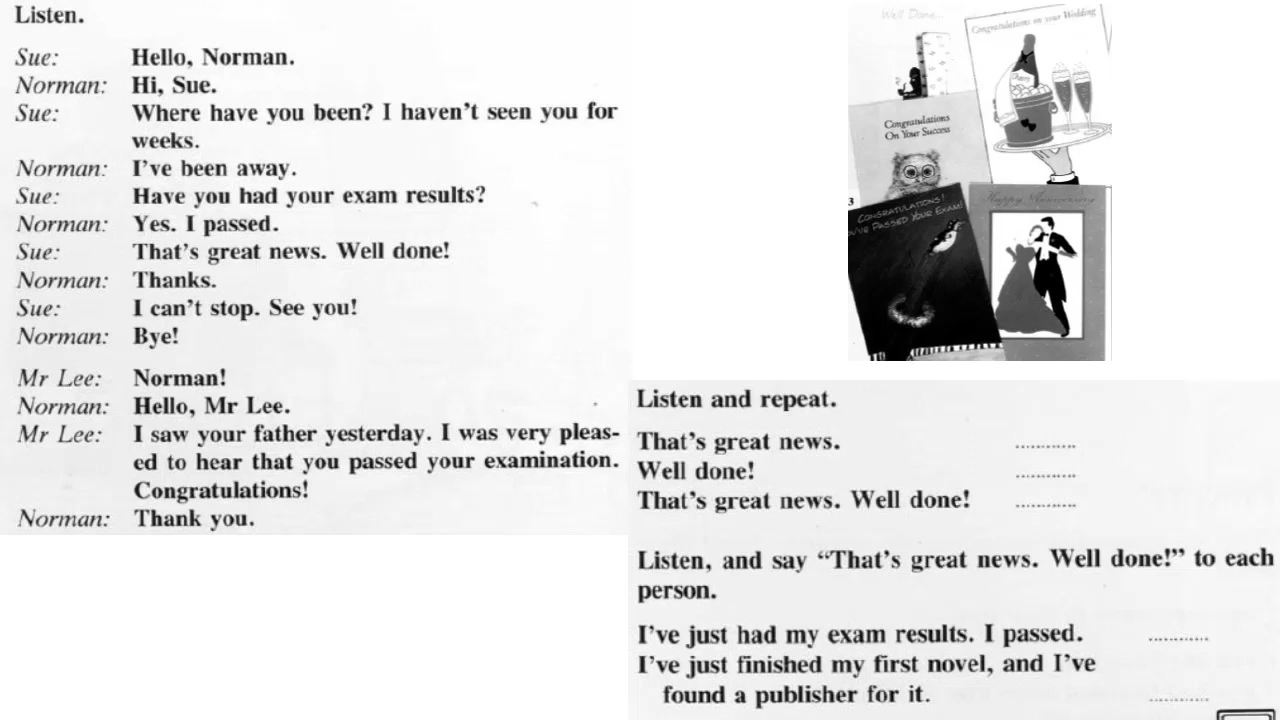 Listen.
Sue: Hello, Norman.
Norman: Hi, Sue.
Sue: Where have you been? I haven't seen you for
weeks.
Norman: I've been away.
Sue: Have you had your exam results?
Norman: Yes. I passed.
Sue: That's great news. Well done!
Norman: Thanks.
Sue: I can't stop. See you!
Norman: Bye!
Mr Lee: Norman!
Norman: Hello, Mr Lee.
Mr Lee: I saw your father yesterday. I was very pleas-
ed to hear that you passed your examination.
Congratulations!
Norman: Thank you.
Well Done...
Congratulations on your Wedding
Congratulations
On Your Success
3
CONGRATULATIONS!
PASSED YOUR EXAM!
Happy Anniversary
Listen and repeat.
That's great news. ............
Well done! ............
That's great news. Well done! ............
Listen, and say “That's great news. Well done!” to each
person.
I've just had my exam results. I passed. ............
I've just finished my first novel, and I've
found a publisher for it. ............